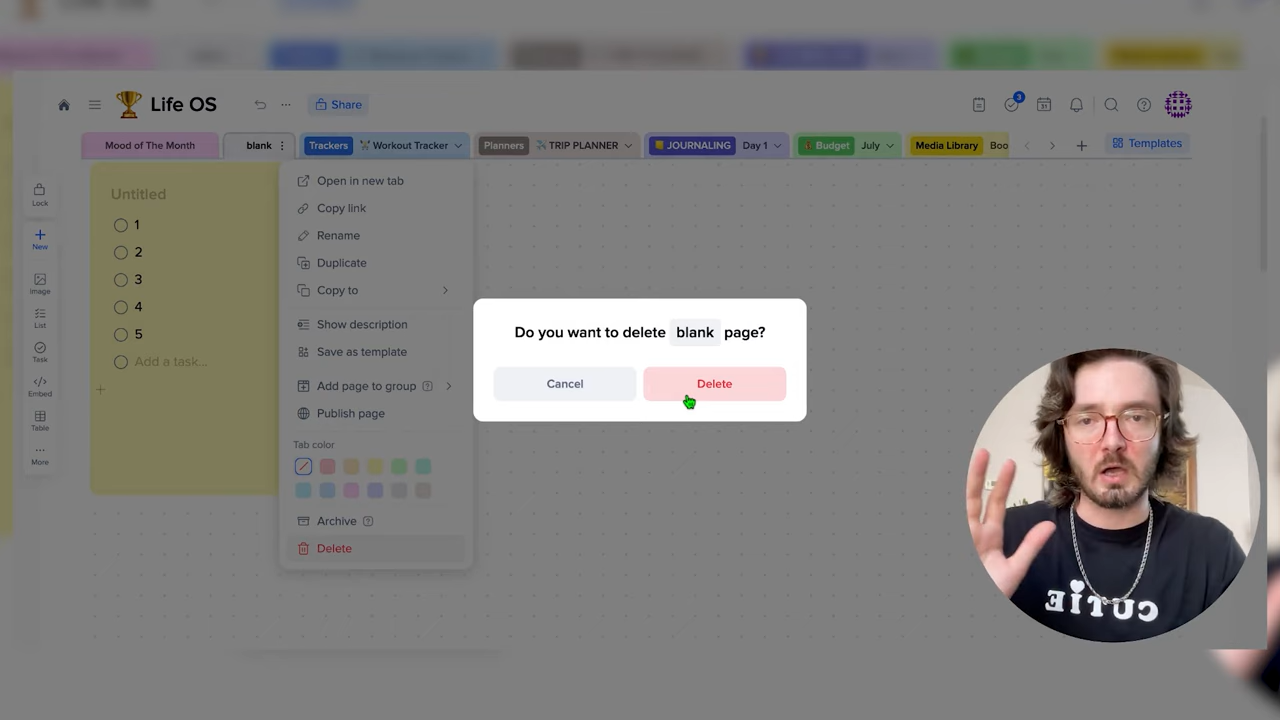 Life OS
Share
3
Mood of The Month
blank
Trackers
Workout Tracker
Planners
TRIP PLANNER
JOURNALING
Day 1
Budget
July
Media Library
Boo
Templates
Lock
New
Image
List
Task
Embed
Table
More
Untitled
1
2
3
4
5
Add a task...
Open in new tab
Copy link
Rename
Duplicate
Copy to
Show description
Save as template
Add page to group
Publish page
Tab color
Archive
Delete
Do you want to delete blank page?
Cancel
Delete
CUTIE